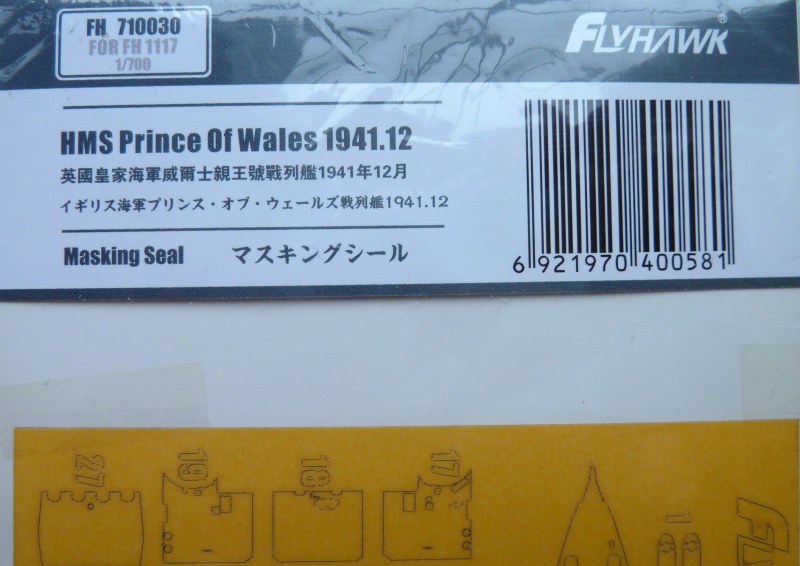 FH 710030
FOR FH 1117
1/700
FLYHAWK
®
HMS Prince Of Wales 1941.12
英國皇家海軍威爾士親王號戰列艦1941年12月
イギリス海軍プリンス・オブ・ウェールズ戦列艦1941.12
Masking Seal マスキングシール
6 921970 400581
27 19 18 17 1